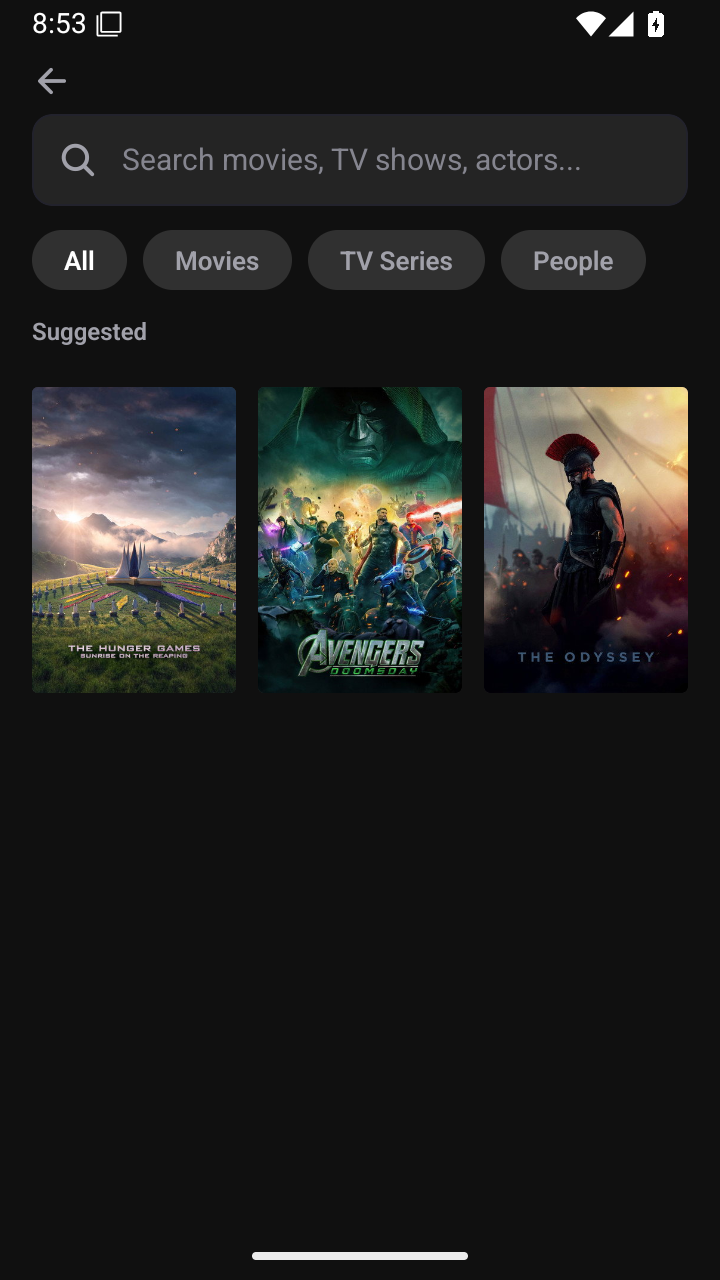 8:53
Search movies, TV shows, actors...
All Movies TV Series People
Suggested
THE HUNGER GAMES
SUNRISE ON THE REAPING
AVENGERS
DOOMSDAY
THE ODYSSEY